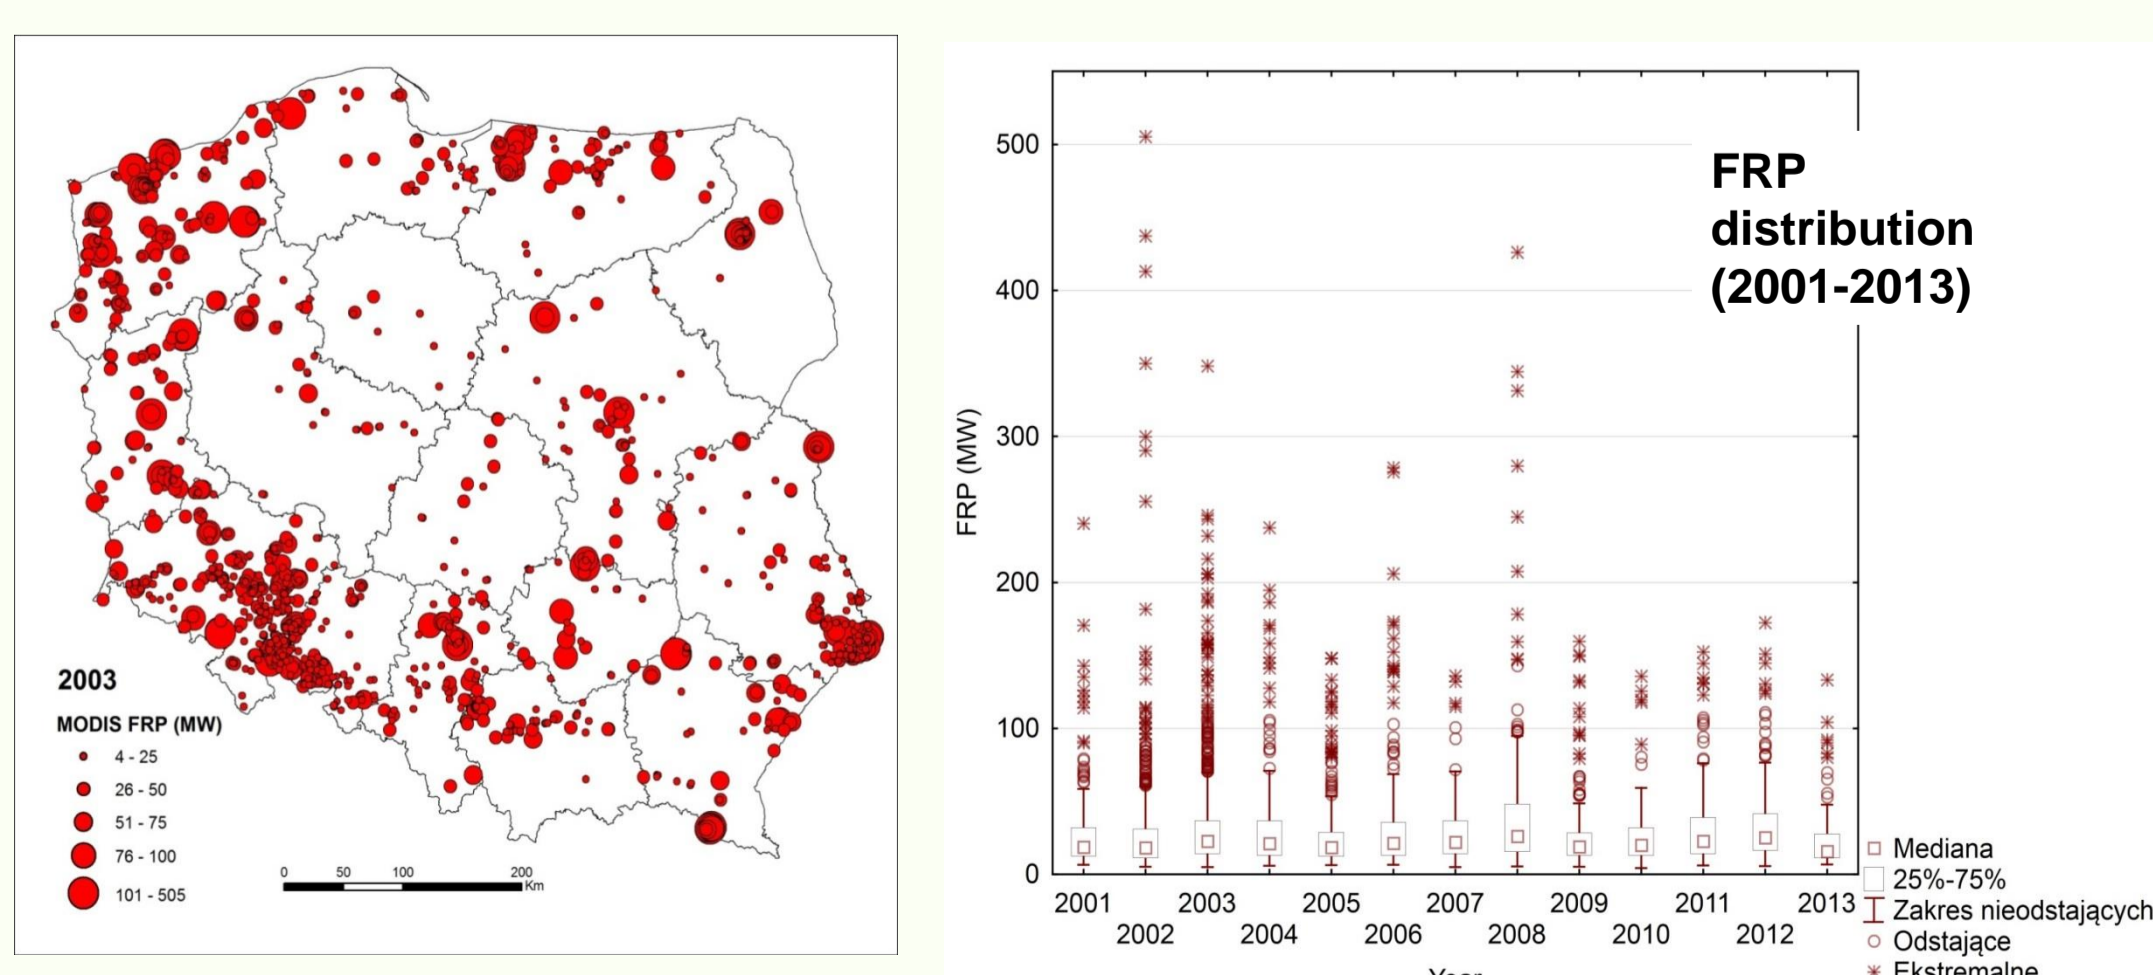 2003
MODIS FRP (MW)
4 - 25
26 - 50
51 - 75
76 - 100
101 - 505
0 50 100 200
Km
FRP
distribution
(2001-2013)
FRP (MW)
500
400
300
200
100
0
2001 2003 2005 2007 2009 2011 2013
2002 2004 2006 2008 2010 2012
Year
Mediana
25%-75%
Zakres nieodstających
Odstające
Ekstremalne